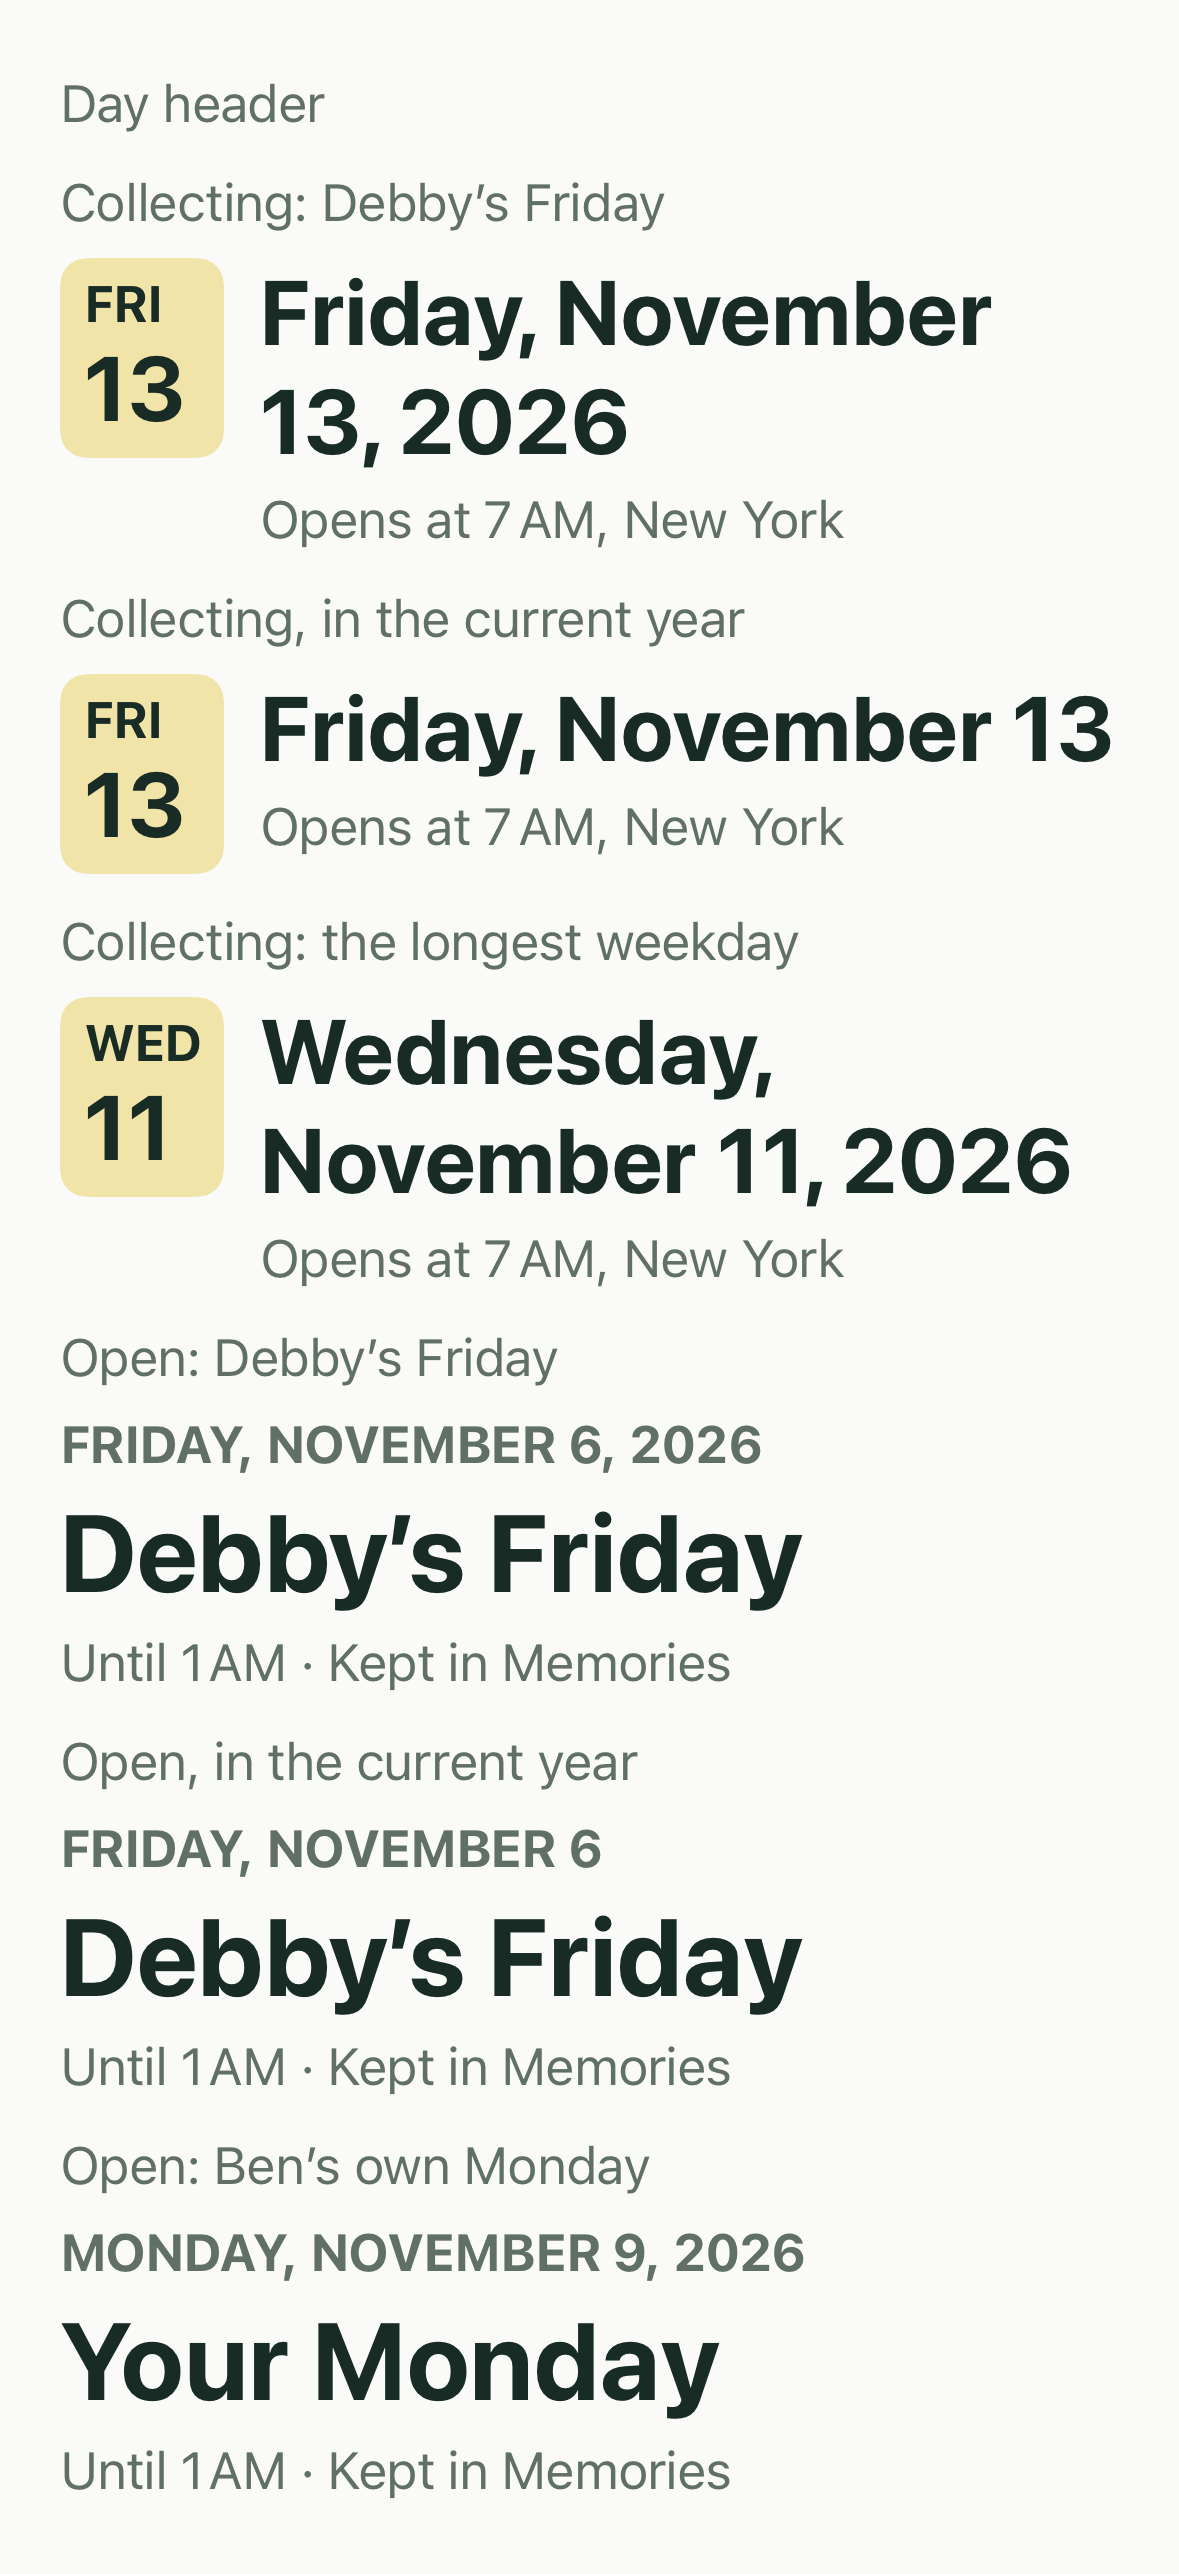 Day header
Collecting: Debby’s Friday
FRI
13
Friday, November
13, 2026
Opens at 7 AM, New York
Collecting, in the current year
FRI
13
Friday, November 13
Opens at 7 AM, New York
Collecting: the longest weekday
WED
11
Wednesday,
November 11, 2026
Opens at 7 AM, New York
Open: Debby’s Friday
FRIDAY, NOVEMBER 6, 2026
Debby’s Friday
Until 1 AM · Kept in Memories
Open, in the current year
FRIDAY, NOVEMBER 6
Debby’s Friday
Until 1 AM · Kept in Memories
Open: Ben’s own Monday
MONDAY, NOVEMBER 9, 2026
Your Monday
Until 1 AM · Kept in Memories